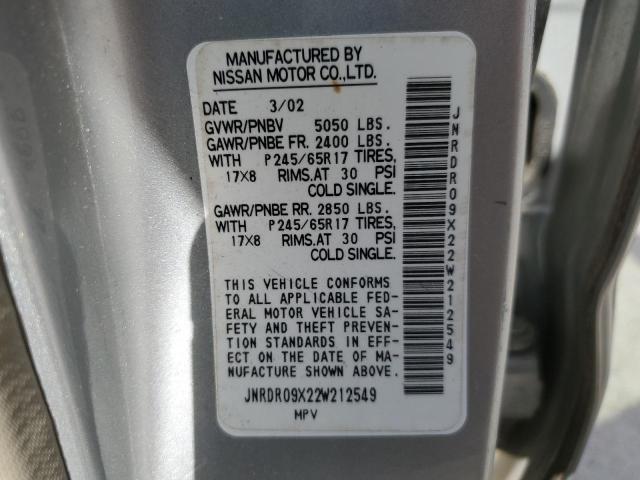 MANUFACTURED BY
NISSAN MOTOR CO.,LTD.
DATE 3/02
GVWR/PNBV 5050 LBS.
GAWR/PNBE FR. 2400 LBS.
WITH P245/65R17 TIRES,
17X8 RIMS.AT 30 PSI
COLD SINGLE.
GAWR/PNBE RR. 2850 LBS.
WITH P245/65R17 TIRES,
17X8 RIMS.AT 30 PSI
COLD SINGLE.
THIS VEHICLE CONFORMS
TO ALL APPLICABLE FED-
ERAL MOTOR VEHICLE SA-
FETY AND THEFT PREVEN-
TION STANDARDS IN EFF-
ECT ON THE DATE OF MA-
NUFACTURE SHOWN ABOVE.
JNRDR09X22W212549
MPV
JNRDR09X22W212549